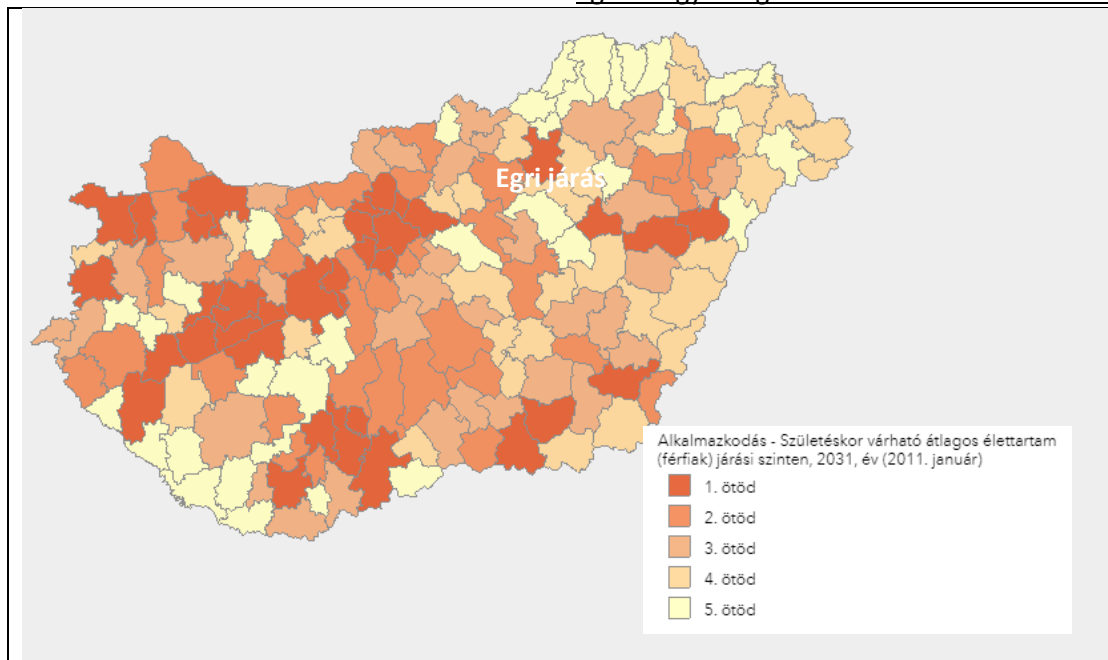 Egri járás
Alkalmazkodás - Születéskor várható átlagos élettartam
(férfiak) járási szinten, 2031, év (2011. január)
1. ötöd
2. ötöd
3. ötöd
4. ötöd
5. ötöd